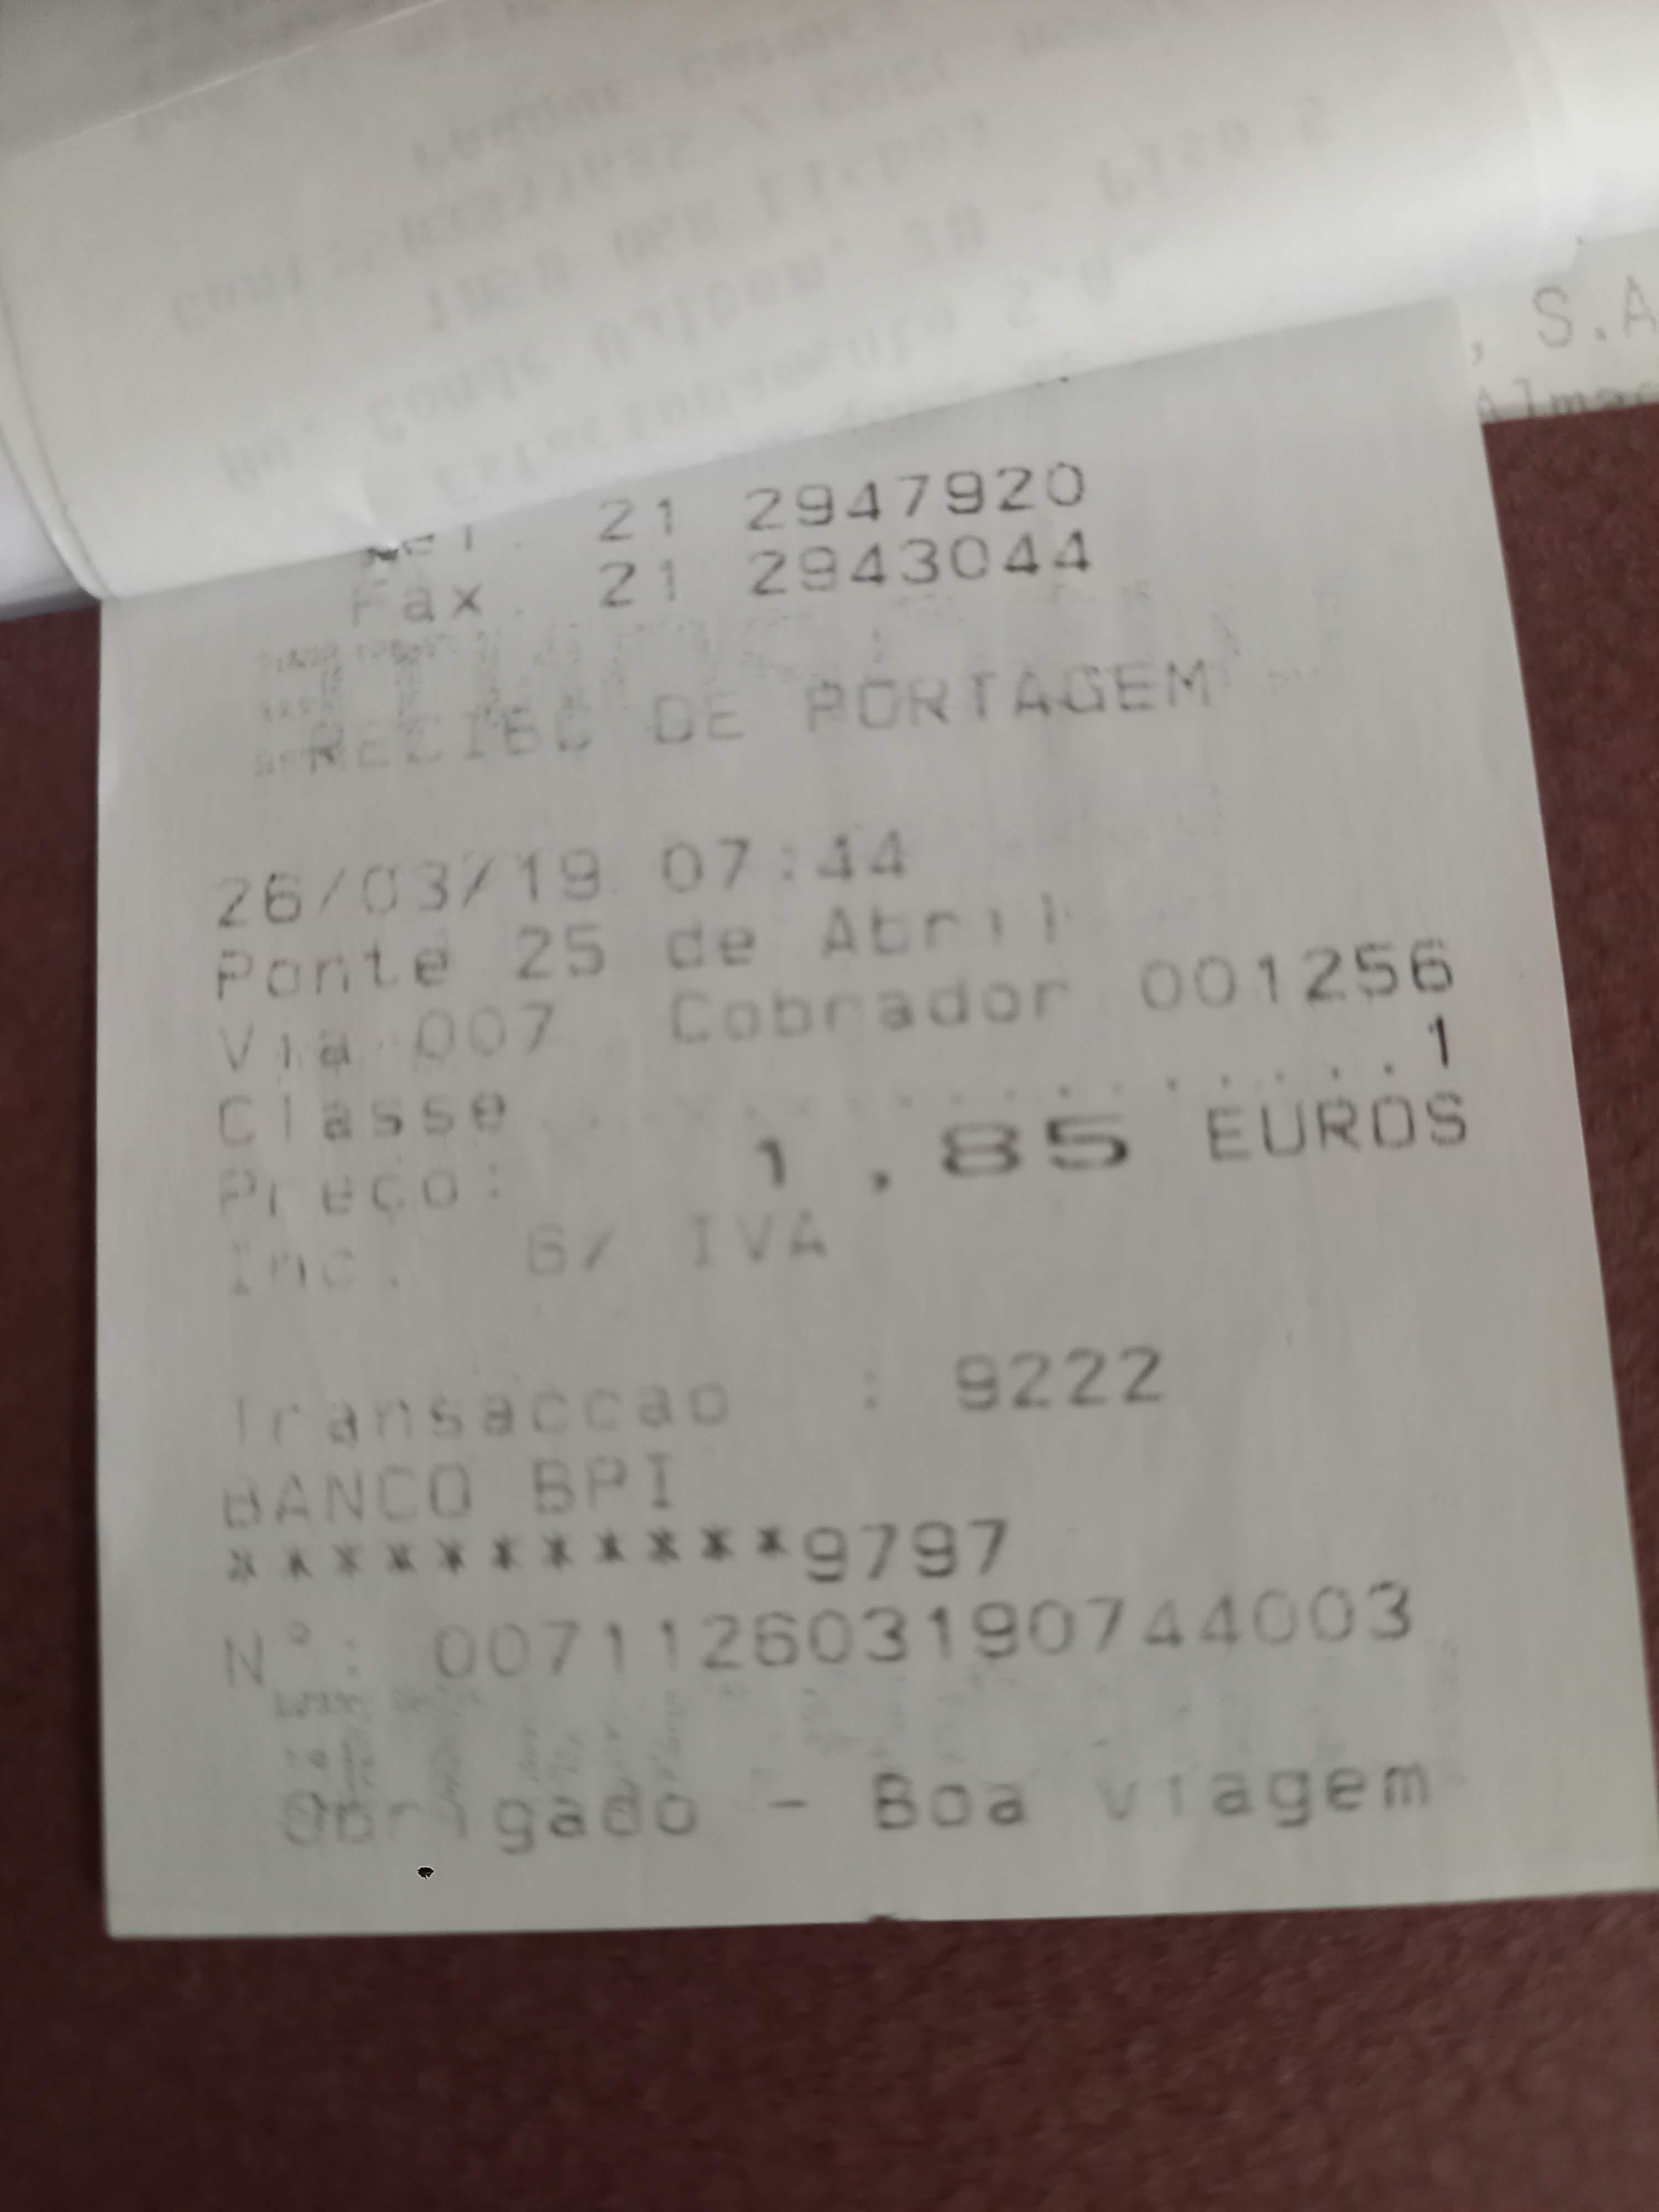 , S.A
Tel. 21 2947920
Fax. 21 2943044
RECIBO DE PORTAGEM
26/03/19 07:44
Ponte 25 de Abril
Via 007 Cobrador 001256
Classe..................1
Preço: 1,85 EUROS
Inc. 6/ IVA
Transaccao : 9222
BANCO BPI
***********9797
Nº: 007112603190744003
Obrigado - Boa viagem